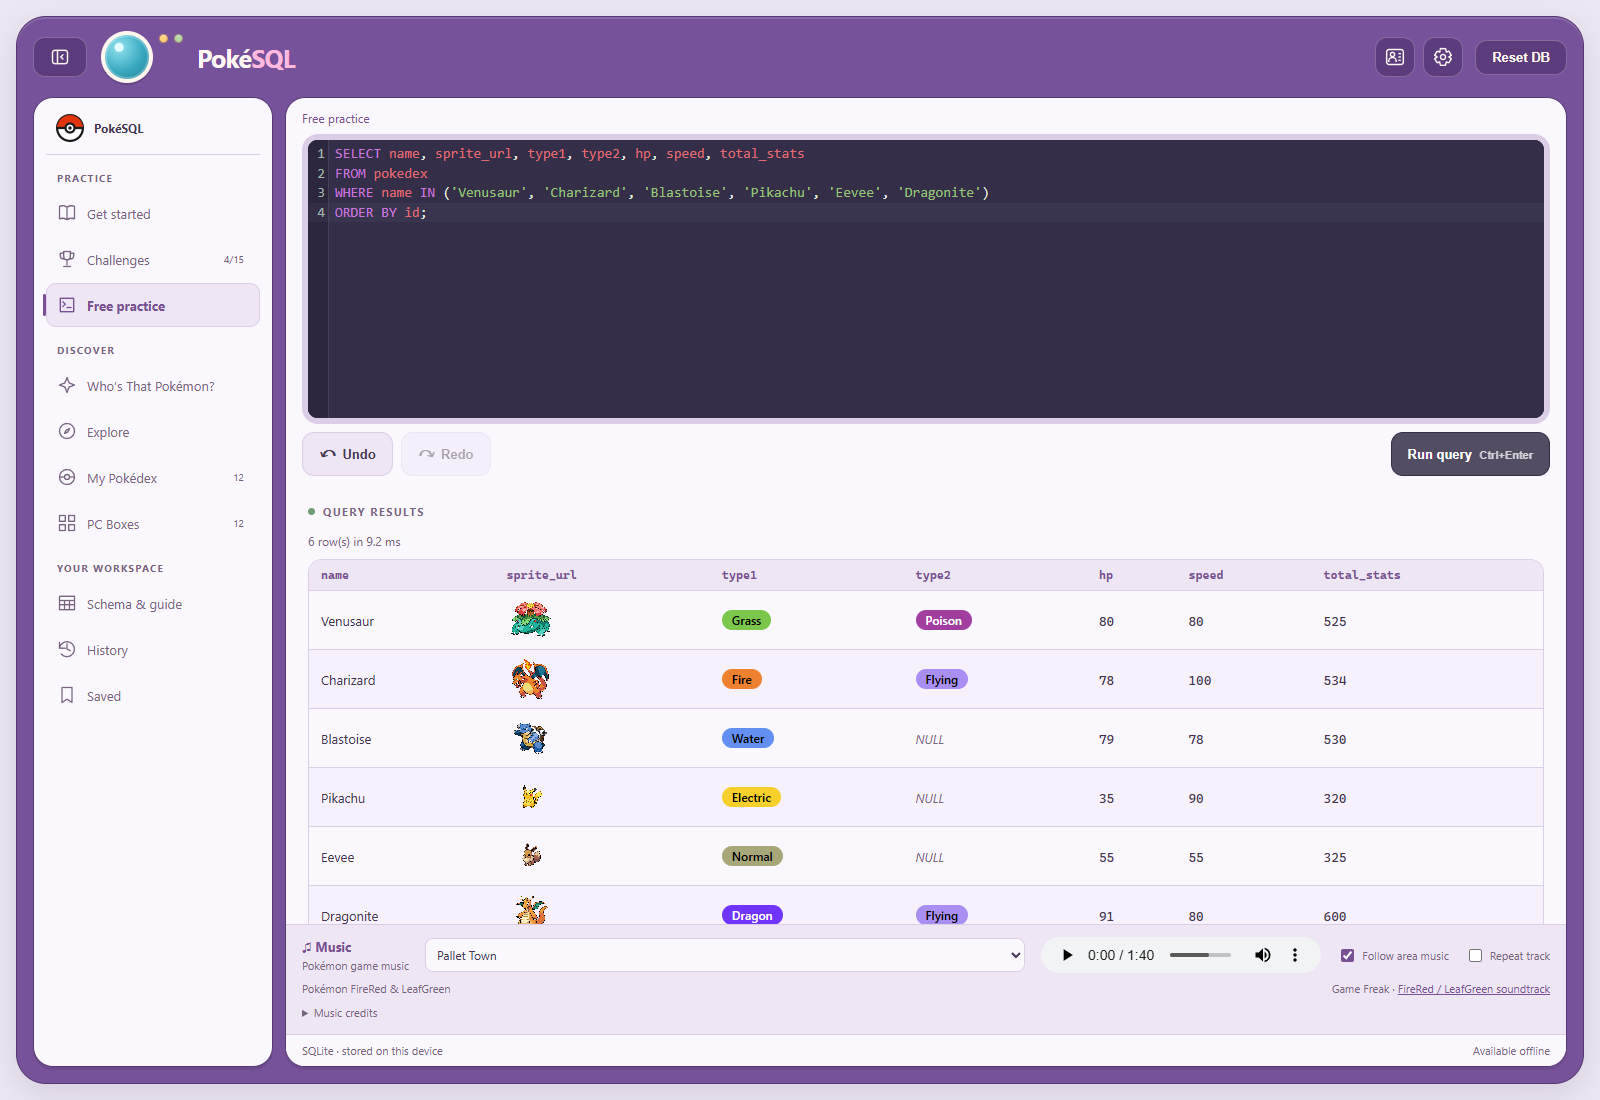 PokéSQL
Reset DB
PokéSQL
PRACTICE
Get started
Challenges 4/15
Free practice
DISCOVER
Who's That Pokémon?
Explore
My Pokédex 12
PC Boxes 12
YOUR WORKSPACE
Schema & guide
History
Saved
Free practice
1 SELECT name, sprite_url, type1, type2, hp, speed, total_stats
2 FROM pokedex
3 WHERE name IN ('Venusaur', 'Charizard', 'Blastoise', 'Pikachu', 'Eevee', 'Dragonite')
4 ORDER BY id;
Undo Redo Run query Ctrl+Enter
QUERY RESULTS
6 row(s) in 9.2 ms
name sprite_url type1 type2 hp speed total_stats
Venusaur Grass Poison 80 80 525
Charizard Fire Flying 78 100 534
Blastoise Water NULL 79 78 530
Pikachu Electric NULL 35 90 320
Eevee Normal NULL 55 55 325
Dragonite Dragon Flying 91 80 600
♫ Music
Pokémon game music
Pallet Town
0:00 / 1:40
Follow area music
Repeat track
Pokémon FireRed & LeafGreen
Game Freak · FireRed / LeafGreen soundtrack
Music credits
SQLite · stored on this device
Available offline